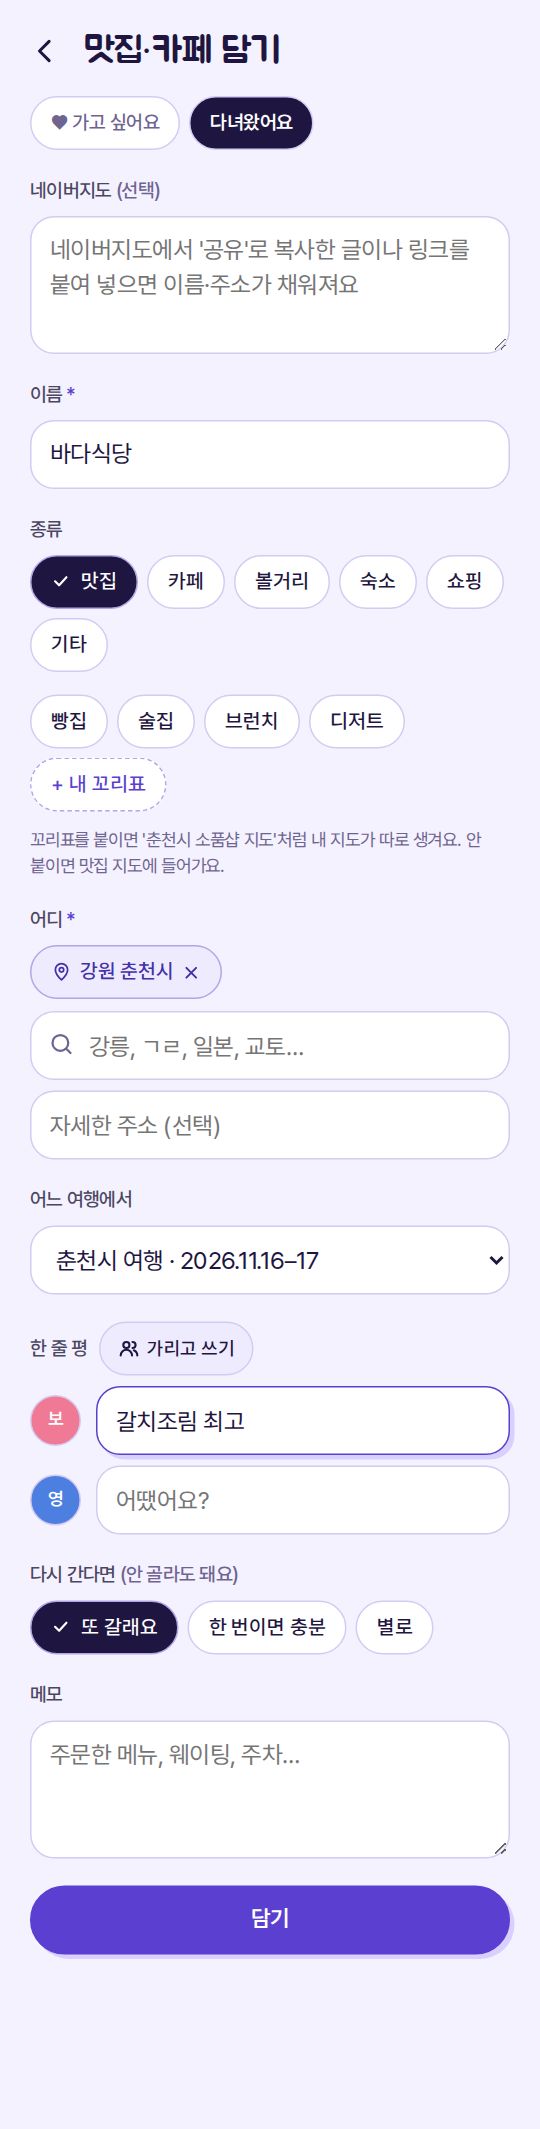 맛집·카페 담기
♥ 가고 싶어요 다녀왔어요
네이버지도 (선택)
네이버지도에서 '공유'로 복사한 글이나 링크를
붙여 넣으면 이름·주소가 채워져요
이름 *
바다식당
종류
맛집 카페 볼거리 숙소 쇼핑
기타
빵집 술집 브런치 디저트
+ 내 꼬리표
꼬리표를 붙이면 '춘천시 소품샵 지도'처럼 내 지도가 따로 생겨요. 안
붙이면 맛집 지도에 들어가요.
어디 *
강원 춘천시 ×
강릉, ㄱㄹ, 일본, 교토…
자세한 주소 (선택)
어느 여행에서
춘천시 여행 · 2026.11.16–17
한 줄 평 가리고 쓰기
보 갈치조림 최고
영 어땠어요?
다시 간다면 (안 골라도 돼요)
또 갈래요 한 번이면 충분 별로
메모
주문한 메뉴, 웨이팅, 주차…
담기